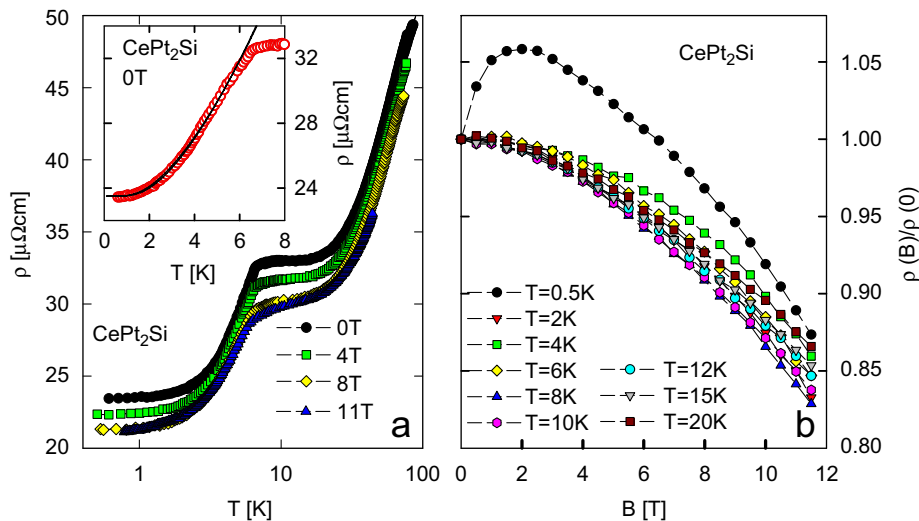 50
45
40
35
30
25
20
ρ [μΩcm]
1
10
100
T [K]
a
CePt₂Si
0T
4T
8T
11T
CePt₂Si
0T
32
28
24
ρ [μΩcm]
0
2
4
6
8
T [K]
b
CePt₂Si
T=0.5K
T=2K
T=4K
T=6K
T=8K
T=10K
T=12K
T=15K
T=20K
0
2
4
6
8
10
12
B [T]
1.05
1.00
0.95
0.90
0.85
0.80
ρ (B)/ρ (0)